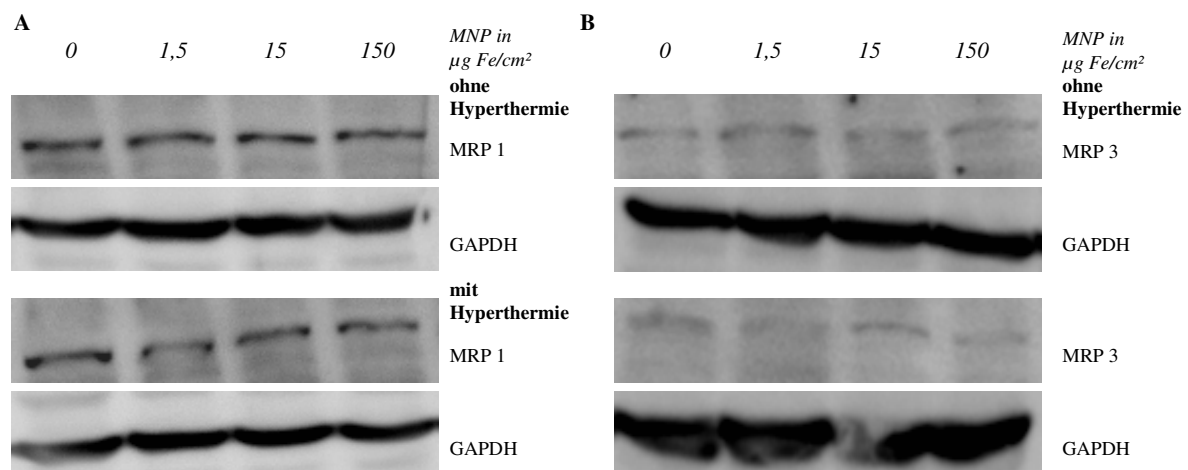 A
0 1,5 15 150
MNP in
µg Fe/cm²
ohne
Hyperthermie
MRP 1
GAPDH
mit
Hyperthermie
MRP 1
GAPDH
B
0 1,5 15 150
MNP in
µg Fe/cm²
ohne
Hyperthermie
MRP 3
GAPDH
MRP 3
GAPDH